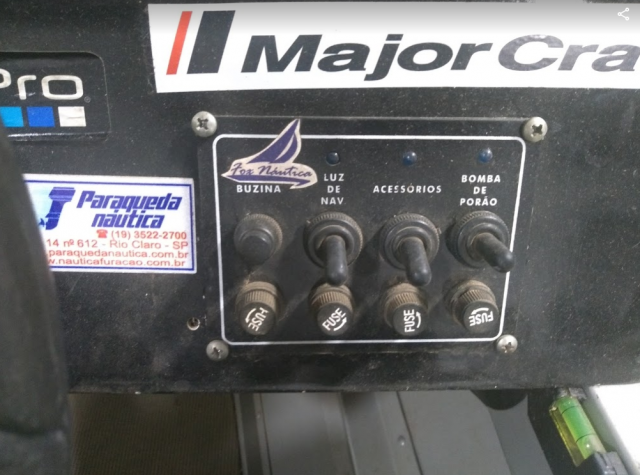 Major Cra
Pro
Fox Náutica
BUZINA
LUZ
DE
NAV.
ACESSÓRIOS
BOMBA
DE
PORÃO
Paraqueda
náutica
☎ (19) 3522-2700
14 nº 612 - Rio Claro - SP
paraquedanautica.com.br
www.nauticafuracao.com.br
FUSE
FUSE
FUSE
FUSE